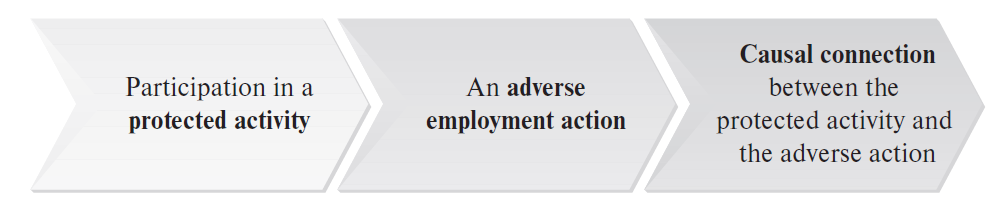 Participation in a
protected activity
An adverse
employment action
Causal connection
between the
protected activity and
the adverse action